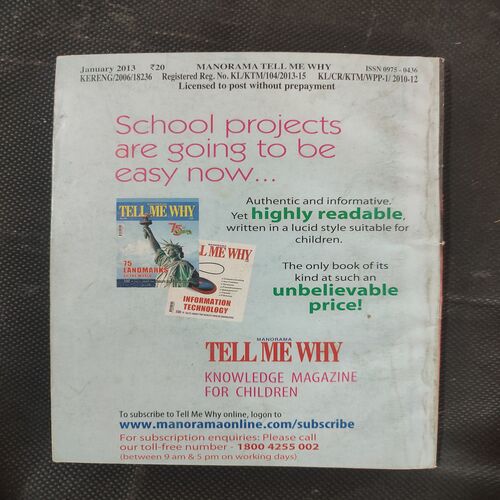 January 2013 ₹20 MANORAMA TELL ME WHY ISSN 0975 - 0436
KERENG/2006/18236 Registered Reg. No. KL/KTM/104/2013-15 KL/CR/KTM/WPP-1/ 2010-12
Licensed to post without prepayment
School projects
are going to be
easy now...
Authentic and informative.
Yet highly readable,
written in a lucid style suitable for
children.
TELL ME WHY
75
75
LANDMARKS
L ME WHY
INFORMATION
TECHNOLOGY
The only book of its
kind at such an
unbelievable
price!
MANORAMA
TELL ME WHY
KNOWLEDGE MAGAZINE
FOR CHILDREN
To subscribe to Tell Me Why online, logon to
www.manoramaonline.com/subscribe
For subscription enquiries: Please call
our toll-free number - 1800 4255 002
(between 9 am & 5 pm on working days)